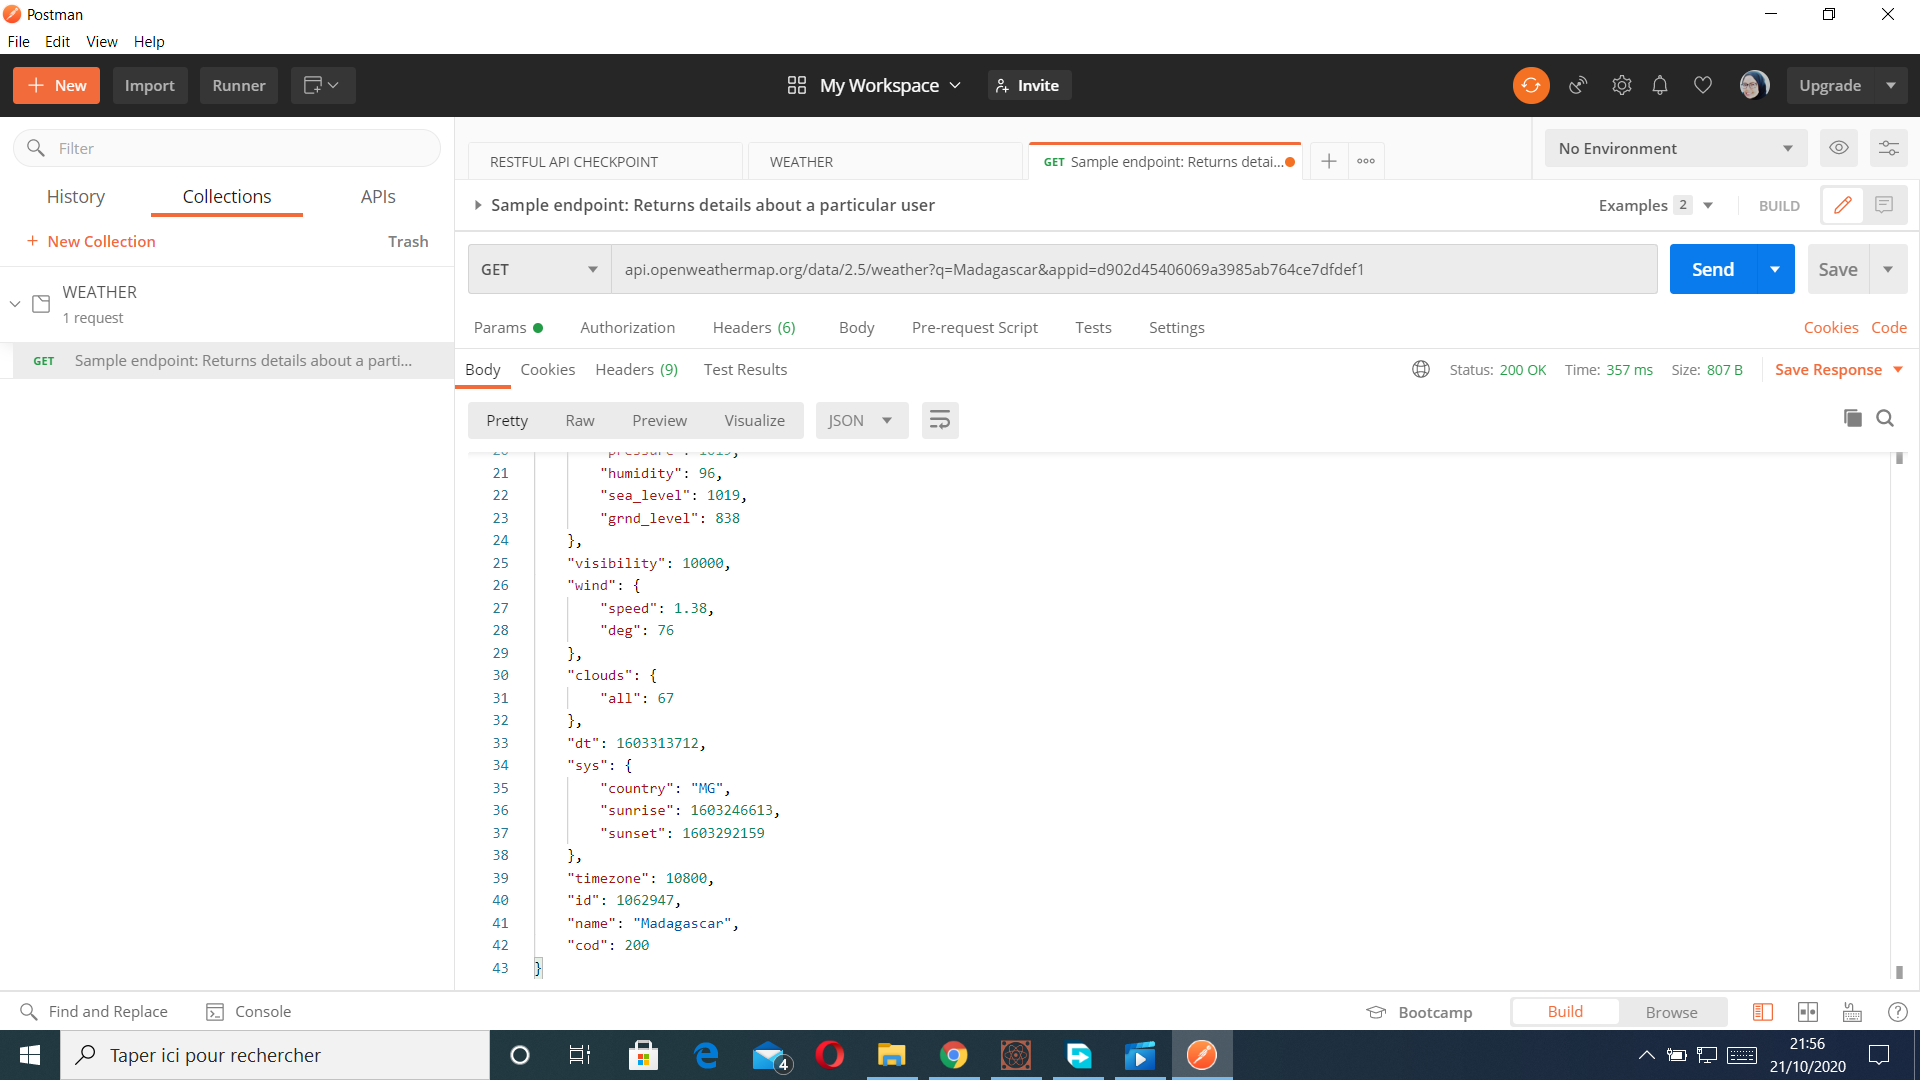 Postman
File Edit View Help
New Import Runner My Workspace Invite Upgrade
Filter
History Collections APIs
New Collection Trash
WEATHER
1 request
GET Sample endpoint: Returns details about a parti...
RESTFUL API CHECKPOINT WEATHER GET Sample endpoint: Returns detai... No Environment
Sample endpoint: Returns details about a particular user Examples 2 BUILD
GET api.openweathermap.org/data/2.5/weather?q=Madagascar&appid=d902d45406069a3985ab764ce7dfdef1 Send Save
Params Authorization Headers (6) Body Pre-request Script Tests Settings Cookies Code
Body Cookies Headers (9) Test Results Status: 200 OK Time: 357 ms Size: 807 B Save Response
Pretty Raw Preview Visualize JSON
20 "pressure": 1019,
21 "humidity": 96,
22 "sea_level": 1019,
23 "grnd_level": 838
24 },
25 "visibility": 10000,
26 "wind": {
27 "speed": 1.38,
28 "deg": 76
29 },
30 "clouds": {
31 "all": 67
32 },
33 "dt": 1603313712,
34 "sys": {
35 "country": "MG",
36 "sunrise": 1603246613,
37 "sunset": 1603292159
38 },
39 "timezone": 10800,
40 "id": 1062947,
41 "name": "Madagascar",
42 "cod": 200
43 }
Find and Replace Console Bootcamp Build Browse
Taper ici pour rechercher 4 21:56
21/10/2020